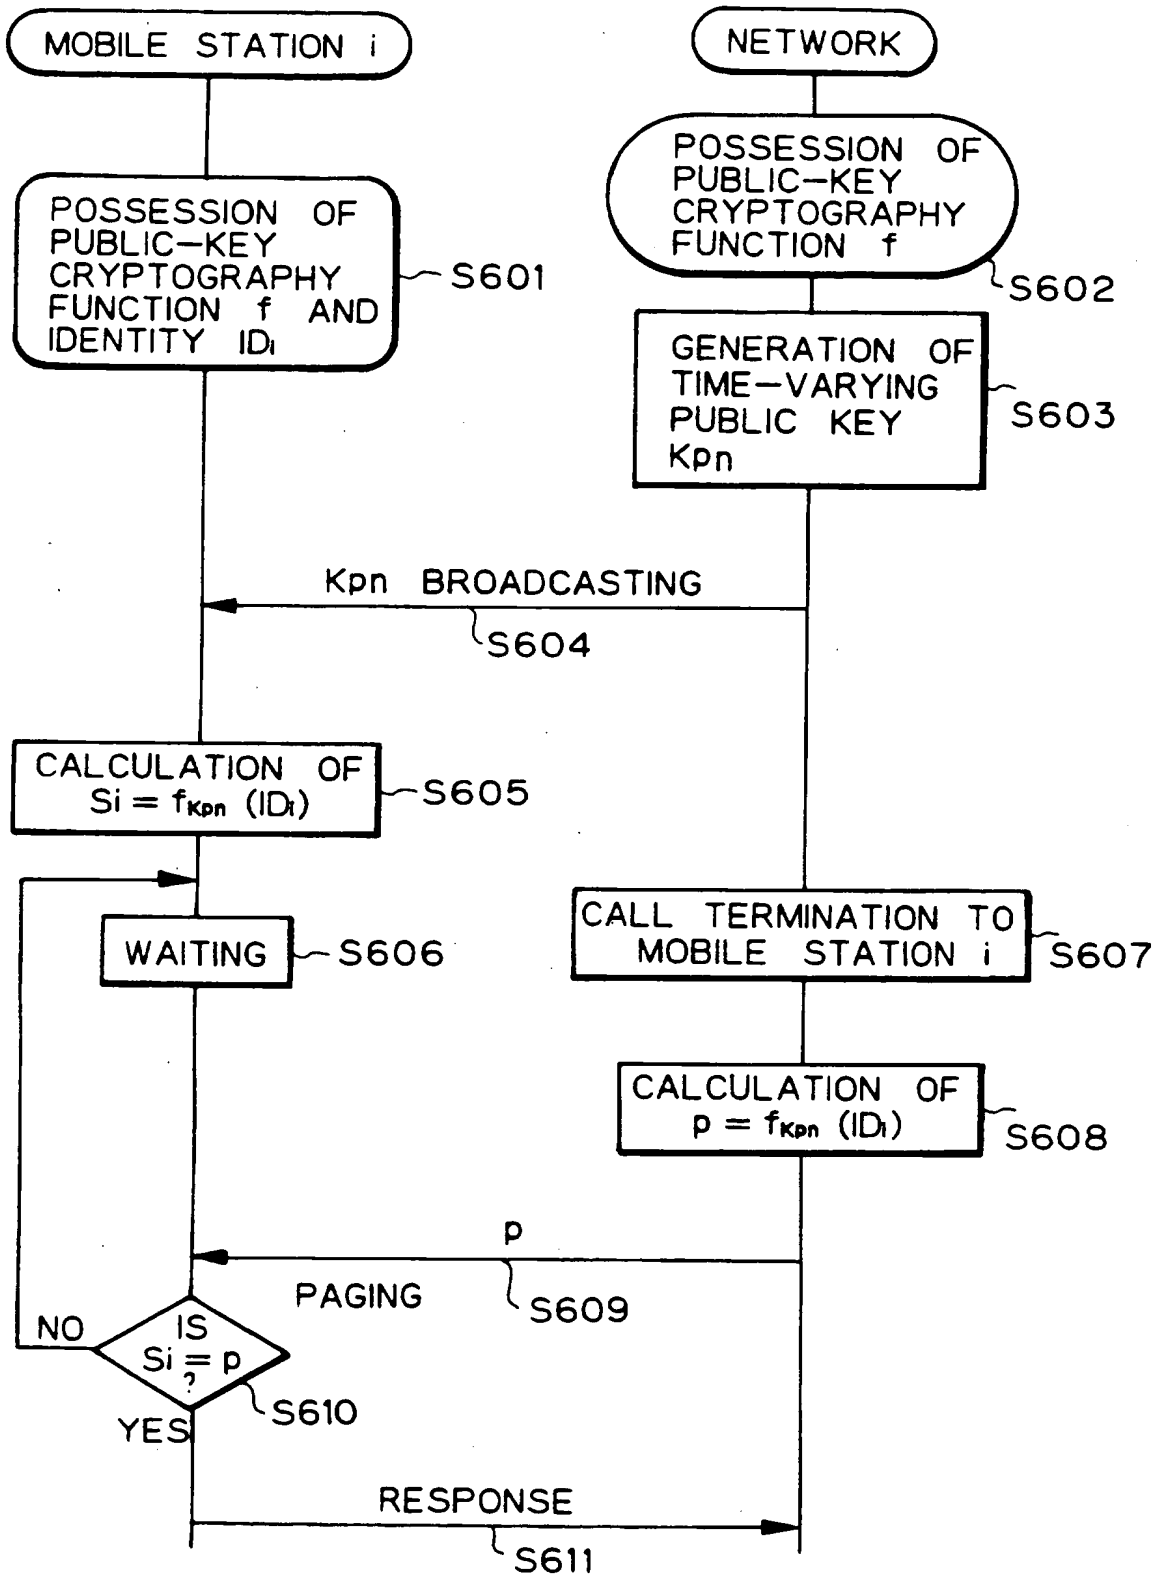 MOBILE STATION i
NETWORK
POSSESSION OF
PUBLIC-KEY
CRYPTOGRAPHY
FUNCTION f AND
IDENTITY IDi
S601
POSSESSION OF
PUBLIC-KEY
CRYPTOGRAPHY
FUNCTION f
S602
GENERATION OF
TIME-VARYING
PUBLIC KEY
Kpn
S603
Kpn BROADCASTING
S604
CALCULATION OF
Si = fKpn (IDi)
S605
WAITING
S606
CALL TERMINATION TO
MOBILE STATION i
S607
CALCULATION OF
p = fKpn (IDi)
S608
p
PAGING
S609
NO
IS
Si = p
?
S610
YES
RESPONSE
S611